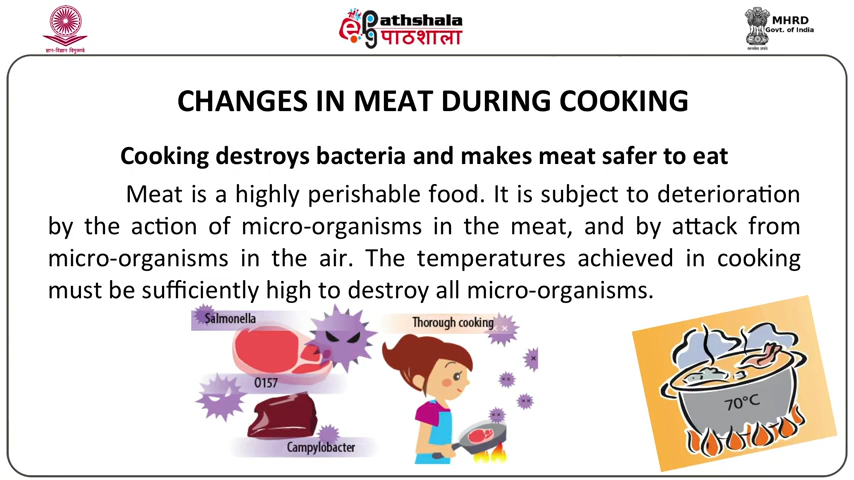 ज्ञान-विज्ञान विमुक्तये
ePathshala
पाठशाला
MHRD
Govt. of India
CHANGES IN MEAT DURING COOKING
Cooking destroys bacteria and makes meat safer to eat
Meat is a highly perishable food. It is subject to deterioration
by the action of micro-organisms in the meat, and by attack from
micro-organisms in the air. The temperatures achieved in cooking
must be sufficiently high to destroy all micro-organisms.
Salmonella
Thorough cooking
O157
Campylobacter
70°C